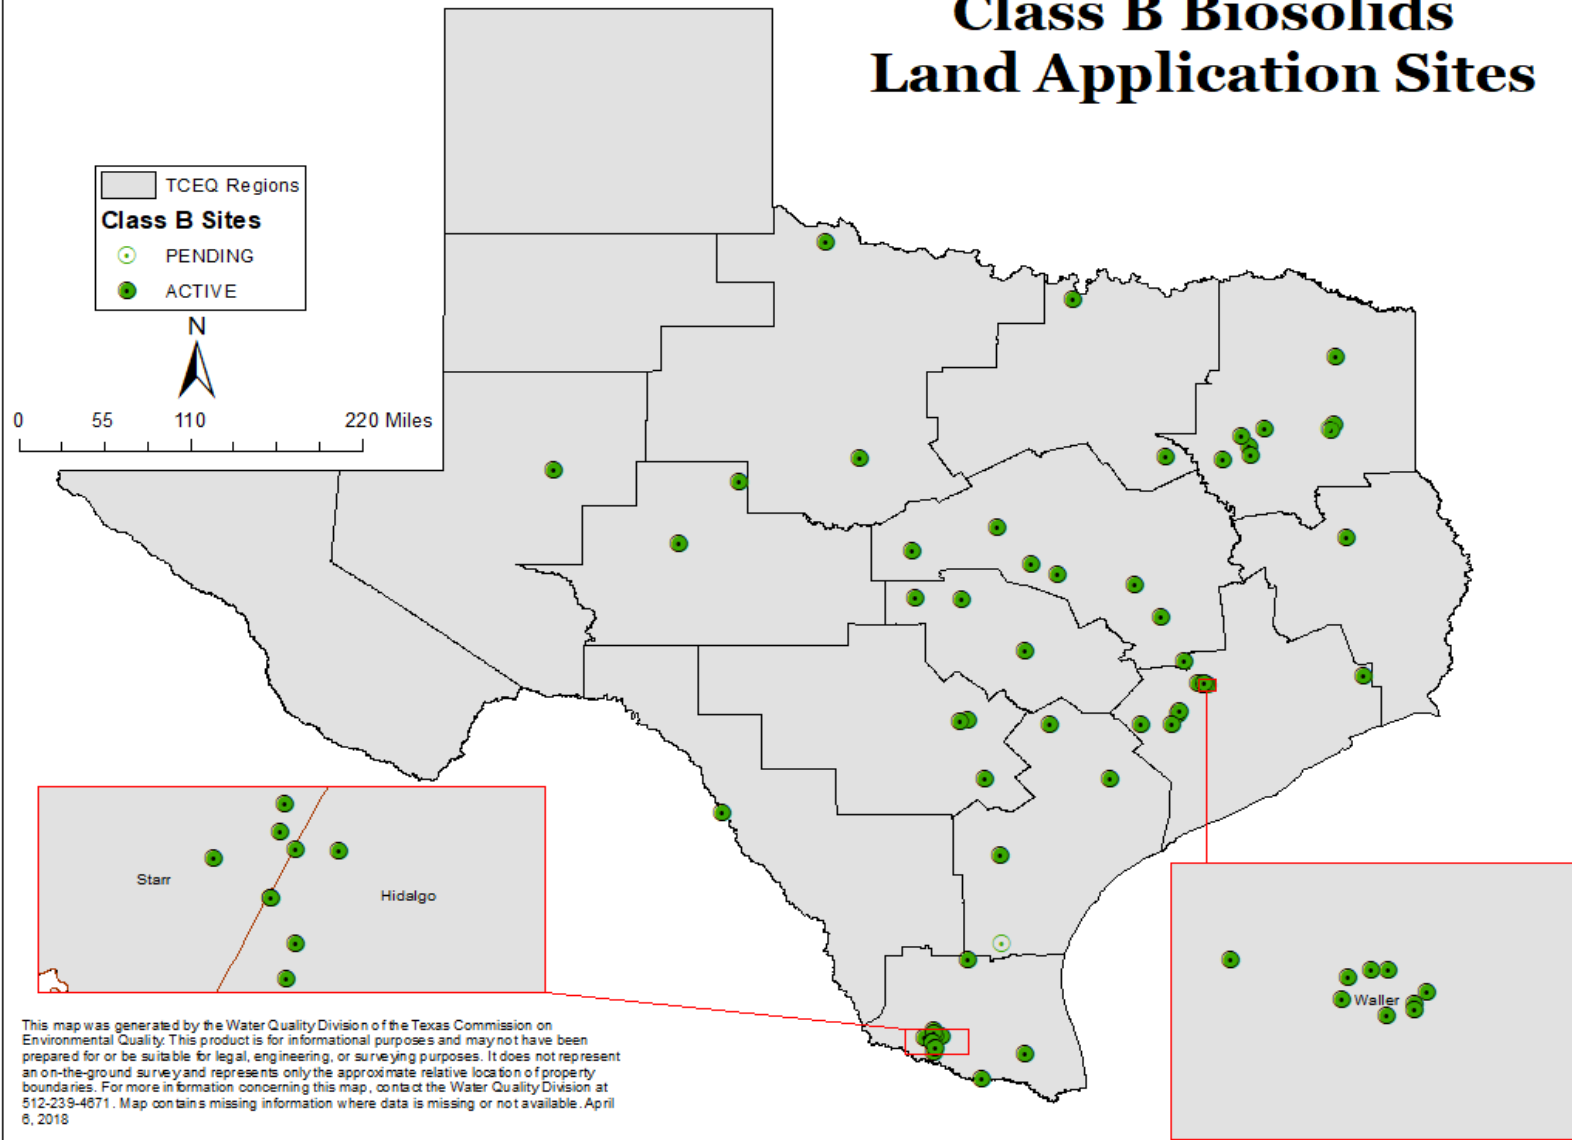 Class B Biosolids
Land Application Sites
TCEQ Regions
Class B Sites
PENDING
ACTIVE
N
0 55 110 220 Miles
Starr
Hidalgo
Waller
This map was generated by the Water Quality Division of the Texas Commission on
Environmental Quality. This product is for informational purposes and may not have been
prepared for or be suitable for legal, engineering, or surveying purposes. It does not represent
an on-the-ground survey and represents only the approximate relative location of property
boundaries. For more information concerning this map, contact the Water Quality Division at
512-239-4671. Map contains missing information where data is missing or not available. April
6, 2018